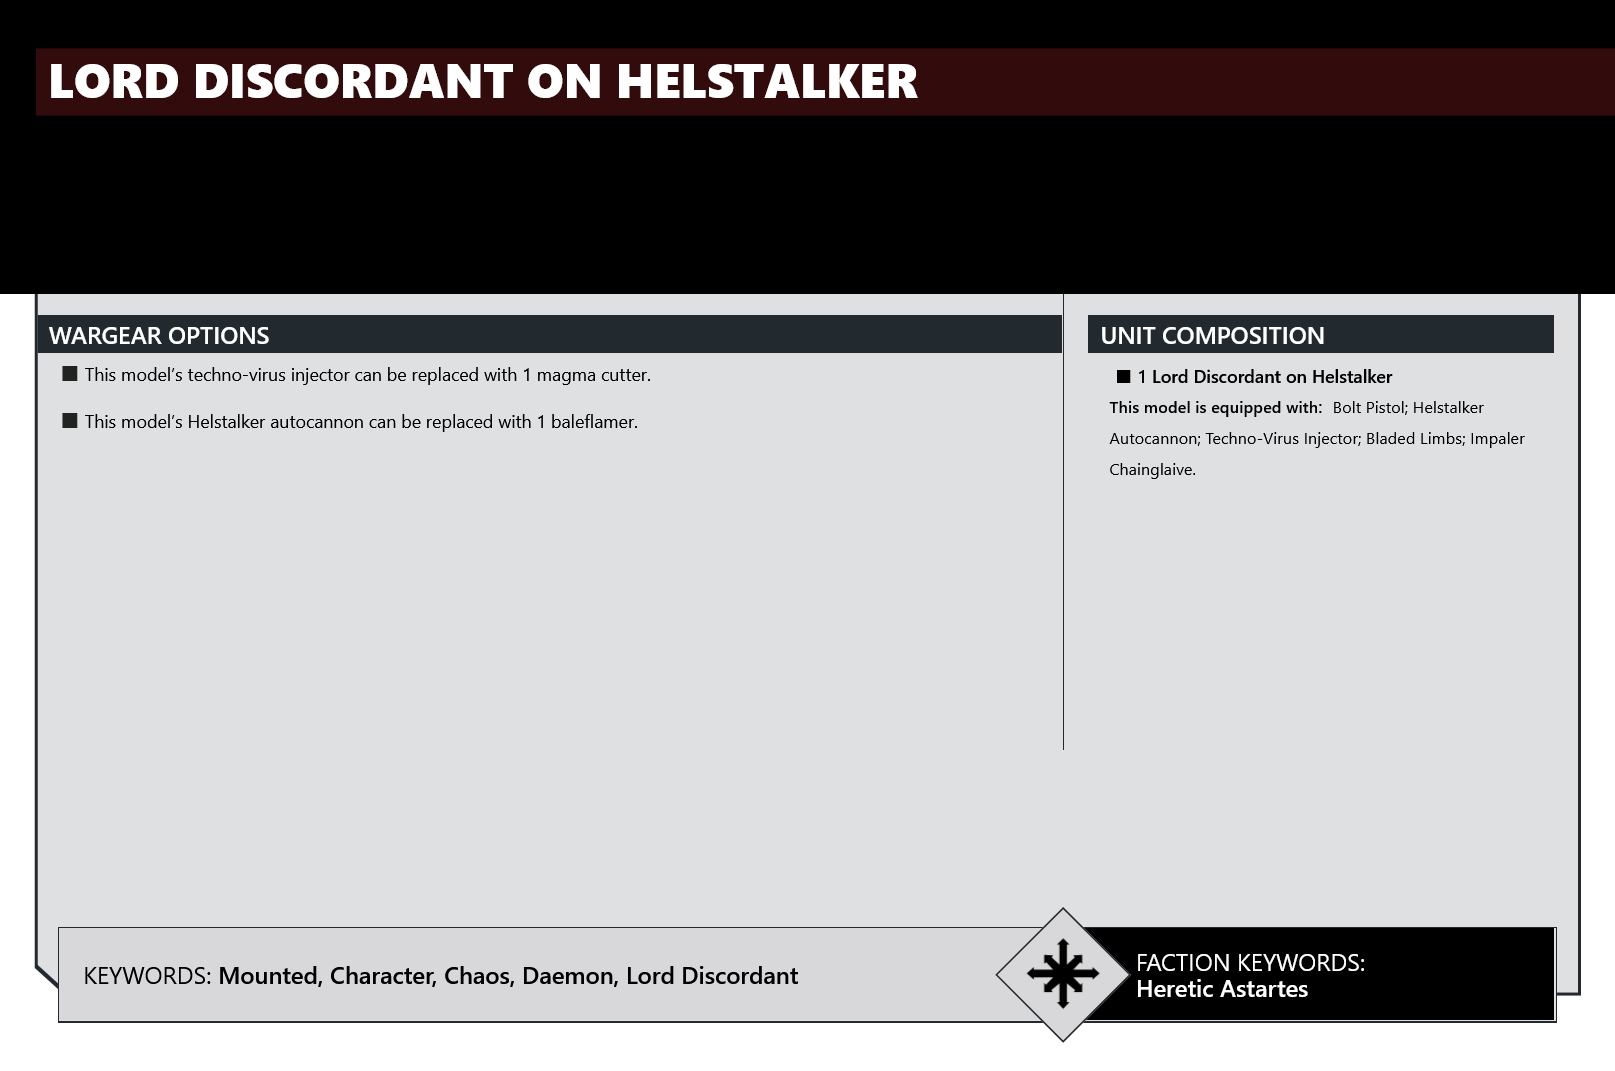 LORD DISCORDANT ON HELSTALKER
WARGEAR OPTIONS
■ This model's techno-virus injector can be replaced with 1 magma cutter.
■ This model's Helstalker autocannon can be replaced with 1 baleflamer.
UNIT COMPOSITION
■ 1 Lord Discordant on Helstalker
This model is equipped with: Bolt Pistol; Helstalker
Autocannon; Techno-Virus Injector; Bladed Limbs; Impaler
Chainglaive.
KEYWORDS: Mounted, Character, Chaos, Daemon, Lord Discordant
FACTION KEYWORDS:
Heretic Astartes